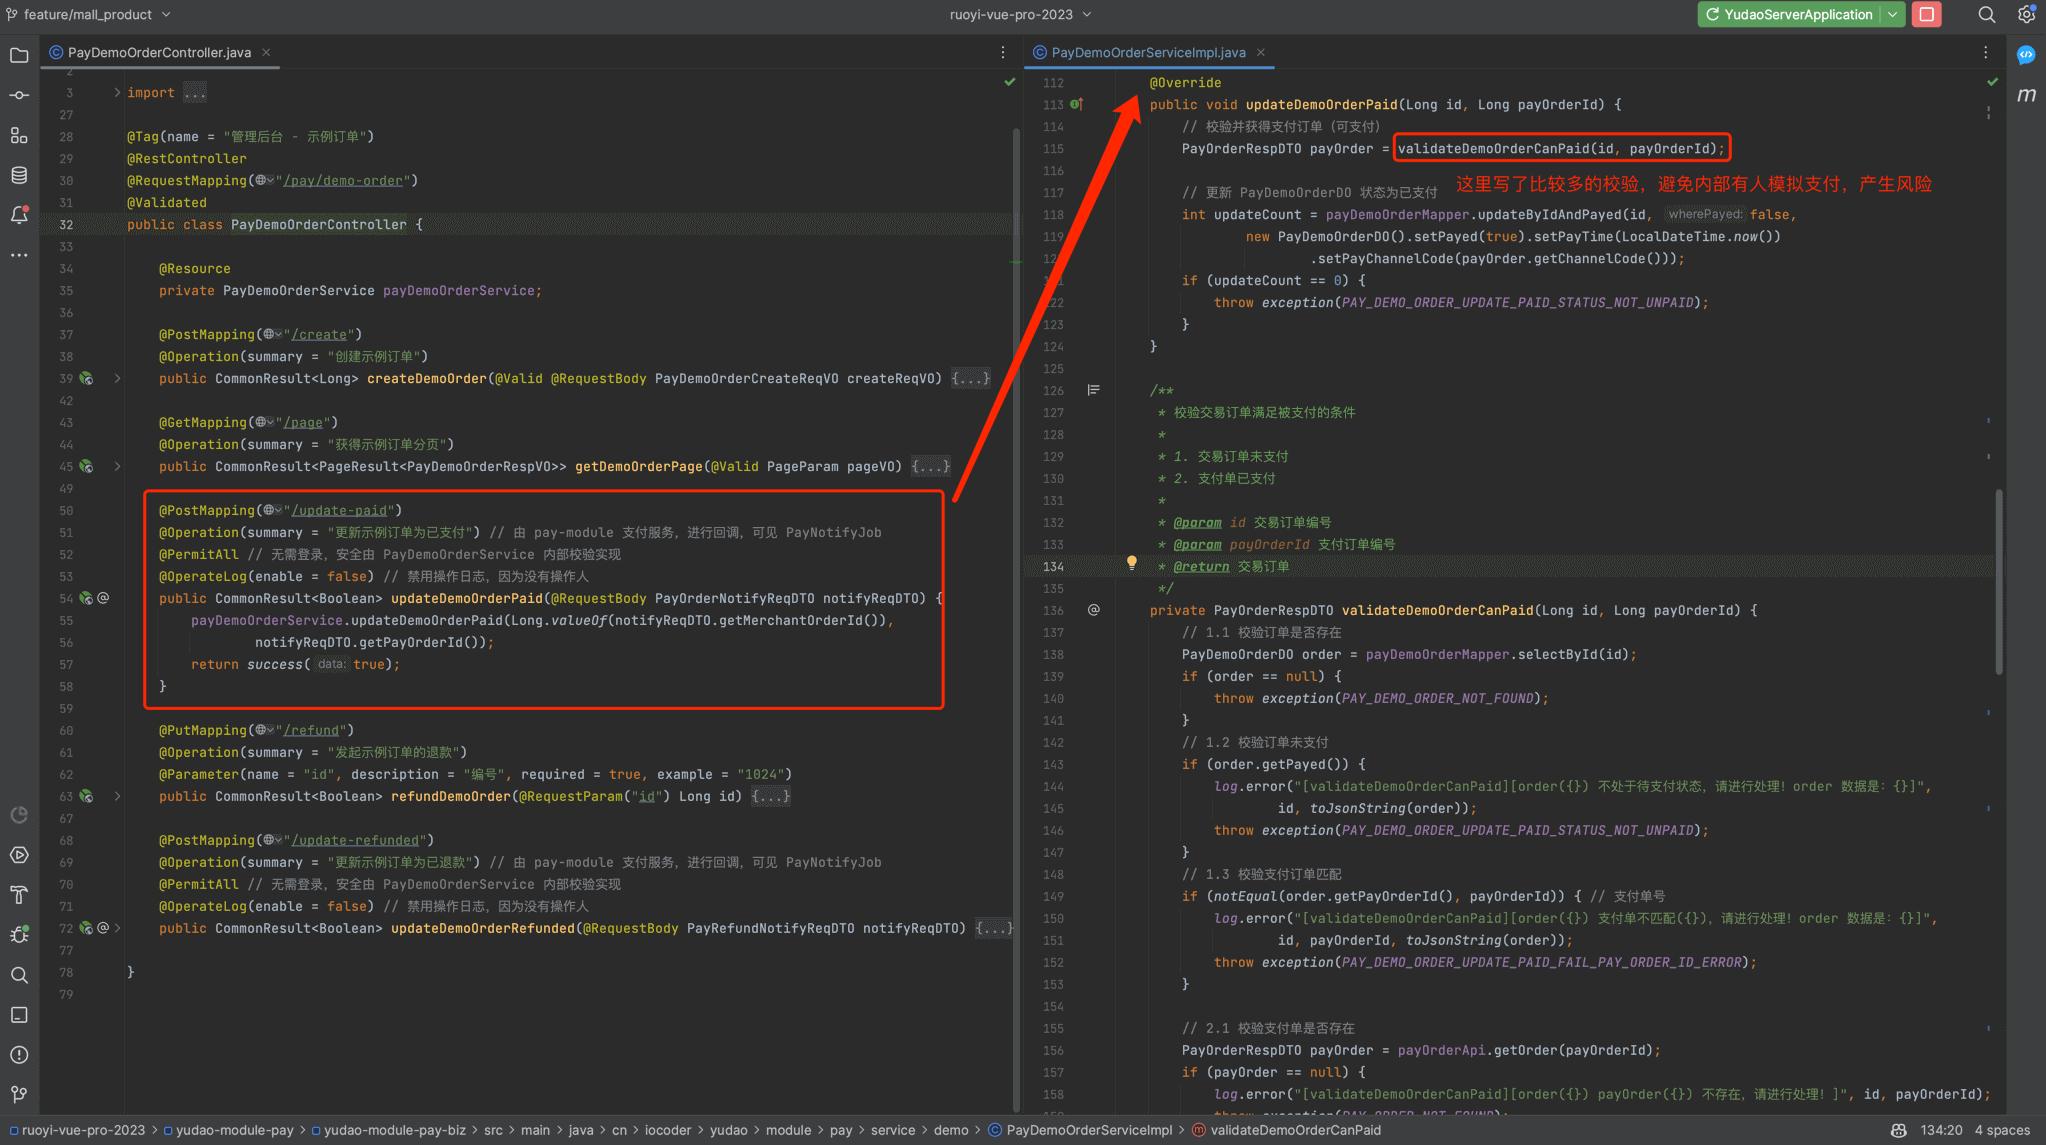 feature/mall_product
ruoyi-vue-pro-2023
YudaoServerApplication
PayDemoOrderController.java
2
3 import ...
27
28 @Tag(name = "管理后台 - 示例订单")
29 @RestController
30 @RequestMapping("/pay/demo-order")
31 @Validated
32 public class PayDemoOrderController {
33
34 @Resource
35 private PayDemoOrderService payDemoOrderService;
36
37 @PostMapping("/create")
38 @Operation(summary = "创建示例订单")
39 public CommonResult<Long> createDemoOrder(@Valid @RequestBody PayDemoOrderCreateReqVO createReqVO) {...}
42
43 @GetMapping("/page")
44 @Operation(summary = "获得示例订单分页")
45 public CommonResult<PageResult<PayDemoOrderRespVO>> getDemoOrderPage(@Valid PageParam pageVO) {...}
49
50 @PostMapping("/update-paid")
51 @Operation(summary = "更新示例订单为已支付") // 由 pay-module 支付服务，进行回调，可见 PayNotifyJob
52 @PermitAll // 无需登录，安全由 PayDemoOrderService 内部校验实现
53 @OperateLog(enable = false) // 禁用操作日志，因为没有操作人
54 public CommonResult<Boolean> updateDemoOrderPaid(@RequestBody PayOrderNotifyReqDTO notifyReqDTO) {
55 payDemoOrderService.updateDemoOrderPaid(Long.valueOf(notifyReqDTO.getMerchantOrderId()),
56 notifyReqDTO.getPayOrderId());
57 return success( data: true);
58 }
59
60 @PutMapping("/refund")
61 @Operation(summary = "发起示例订单的退款")
62 @Parameter(name = "id", description = "编号", required = true, example = "1024")
63 public CommonResult<Boolean> refundDemoOrder(@RequestParam("id") Long id) {...}
67
68 @PostMapping("/update-refunded")
69 @Operation(summary = "更新示例订单为已退款") // 由 pay-module 支付服务，进行回调，可见 PayNotifyJob
70 @PermitAll // 无需登录，安全由 PayDemoOrderService 内部校验实现
71 @OperateLog(enable = false) // 禁用操作日志，因为没有操作人
72 public CommonResult<Boolean> updateDemoOrderRefunded(@RequestBody PayRefundNotifyReqDTO notifyReqDTO) {...}
77
78 }
79
PayDemoOrderServiceImpl.java
112 @Override
113 public void updateDemoOrderPaid(Long id, Long payOrderId) {
114 // 校验并获得支付订单（可支付）
115 PayOrderRespDTO payOrder = validateDemoOrderCanPaid(id, payOrderId);
116
这里写了比较多的校验，避免内部有人模拟支付，产生风险
117 // 更新 PayDemoOrderDO 状态为已支付
118 int updateCount = payDemoOrderMapper.updateByIdAndPayed(id, wherePayed: false,
119 new PayDemoOrderDO().setPayed(true).setPayTime(LocalDateTime.now())
.setPayChannelCode(payOrder.getChannelCode()));
if (updateCount == 0) {
122 throw exception(PAY_DEMO_ORDER_UPDATE_PAID_STATUS_NOT_UNPAID);
123 }
124 }
125
126 /**
127 * 校验交易订单满足被支付的条件
128 *
129 * 1. 交易订单未支付
130 * 2. 支付单已支付
131 *
132 * @param id 交易订单编号
133 * @param payOrderId 支付订单编号
134 * @return 交易订单
135 */
136 private PayOrderRespDTO validateDemoOrderCanPaid(Long id, Long payOrderId) {
137 // 1.1 校验订单是否存在
138 PayDemoOrderDO order = payDemoOrderMapper.selectById(id);
139 if (order == null) {
140 throw exception(PAY_DEMO_ORDER_NOT_FOUND);
141 }
142 // 1.2 校验订单未支付
143 if (order.getPayed()) {
144 log.error("[validateDemoOrderCanPaid][order({}) 不处于待支付状态，请进行处理！order 数据是：{}]",
145 id, toJsonString(order));
146 throw exception(PAY_DEMO_ORDER_UPDATE_PAID_STATUS_NOT_UNPAID);
147 }
148 // 1.3 校验支付订单匹配
149 if (notEqual(order.getPayOrderId(), payOrderId)) { // 支付单号
150 log.error("[validateDemoOrderCanPaid][order({}) 支付单不匹配({})，请进行处理！order 数据是：{}]",
151 id, payOrderId, toJsonString(order));
152 throw exception(PAY_DEMO_ORDER_UPDATE_PAID_FAIL_PAY_ORDER_ID_ERROR);
153 }
154
155 // 2.1 校验支付单是否存在
156 PayOrderRespDTO payOrder = payOrderApi.getOrder(payOrderId);
157 if (payOrder == null) {
158 log.error("[validateDemoOrderCanPaid][order({}) payOrder({}) 不存在，请进行处理！]", id, payOrderId);
ruoyi-vue-pro-2023 > yudao-module-pay > yudao-module-pay-biz > src > main > java > cn > iocoder > yudao > module > pay > service > demo > PayDemoOrderServiceImpl > validateDemoOrderCanPaid
134:20 4 spaces